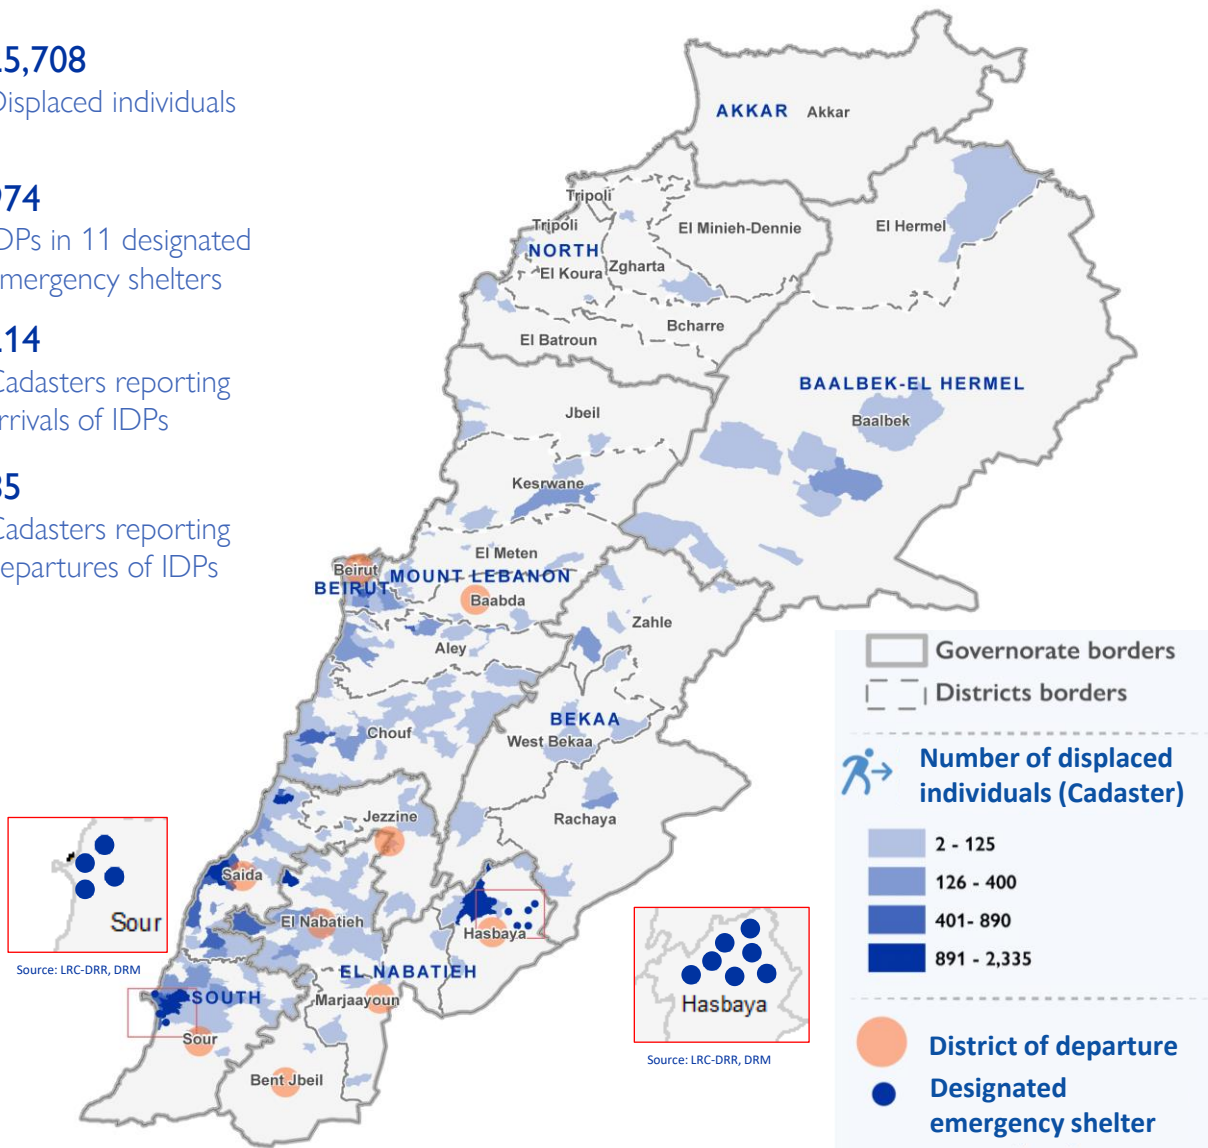 5,708
Displaced individuals
974
DPs in 11 designated
emergency shelters
14
Cadasters reporting
rrivals of IDPs
35
Cadasters reporting
epartures of IDPs
AKKAR Akkar
Tripoli
Tripoli
El Minieh-Dennie
El Hermel
NORTH
El Koura
Zgharta
Bcharre
El Batroun
BAALBEK-EL HERMEL
Baalbek
Jbeil
Kesrwane
El Meten
Beirut
BEIRUT
MOUNT LEBANON
Baabda
Zahle
Aley
BEKAA
West Bekaa
Chouf
Rachaya
Jezzine
Saida
El Nabatieh
Hasbaya
EL NABATIEH
SOUTH
Marjaayoun
Sour
Bent Jbeil
Sour
Source: LRC-DRR, DRM
Hasbaya
Source: LRC-DRR, DRM
Governorate borders
Districts borders
Number of displaced
individuals (Cadaster)
2 - 125
126 - 400
401- 890
891 - 2,335
District of departure
Designated
emergency shelter